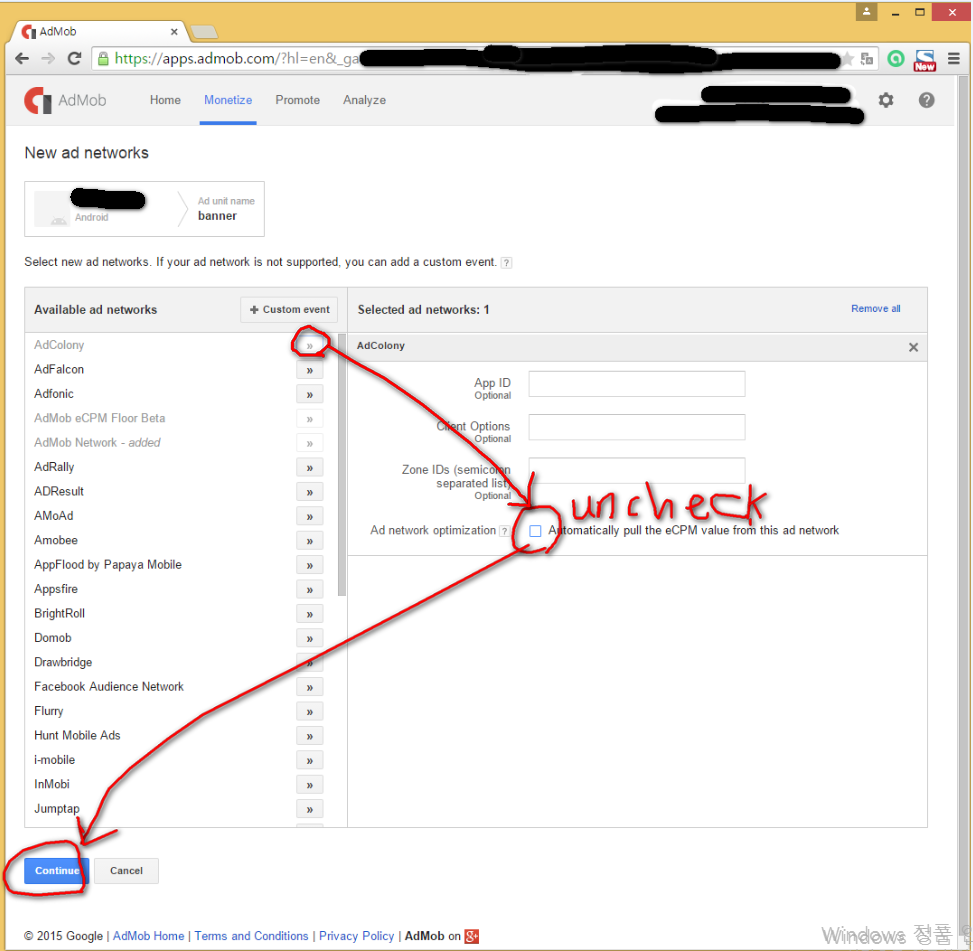 AdMob
https://apps.admob.com/?hl=en&_ga
New
AdMob Home Monetize Promote Analyze
New ad networks
Android
Ad unit name
banner
Select new ad networks. If your ad network is not supported, you can add a custom event. ?
Available ad networks + Custom event
Selected ad networks: 1 Remove all
AdColony »
AdFalcon »
Adfonic »
AdMob eCPM Floor Beta »
AdMob Network - added »
AdRally »
ADResult »
AMoAd »
Amobee »
AppFlood by Papaya Mobile »
Appsfire »
BrightRoll »
Domob »
Drawbridge »
Facebook Audience Network »
Flurry »
Hunt Mobile Ads »
i-mobile »
InMobi »
Jumptap »
AdColony
App ID
Optional
Client Options
Optional
Zone IDs (semicolon
separated list)
Optional
uncheck
Ad network optimization ? Automatically pull the eCPM value from this ad network
Continue Cancel
© 2015 Google | AdMob Home | Terms and Conditions | Privacy Policy | AdMob on g+
Windows 정품